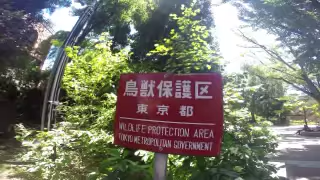 鳥獣保護区
東京都
WILDLIFE PROTECTION AREA
TOKYO METROPOLITAN GOVERNMENT